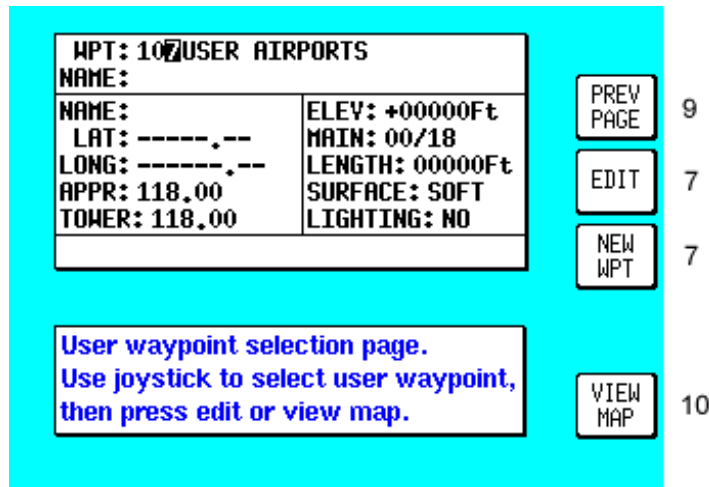 WPT: 107USER AIRPORTS
NAME:
NAME:
LAT: -----.--
LONG: ------.--
APPR: 118.00
TOWER: 118.00
ELEV: +00000Ft
MAIN: 00/18
LENGTH: 00000Ft
SURFACE: SOFT
LIGHTING: NO
PREV
PAGE
9
EDIT
7
NEW
WPT
7
User waypoint selection page.
Use joystick to select user waypoint,
then press edit or view map.
VIEW
MAP
10